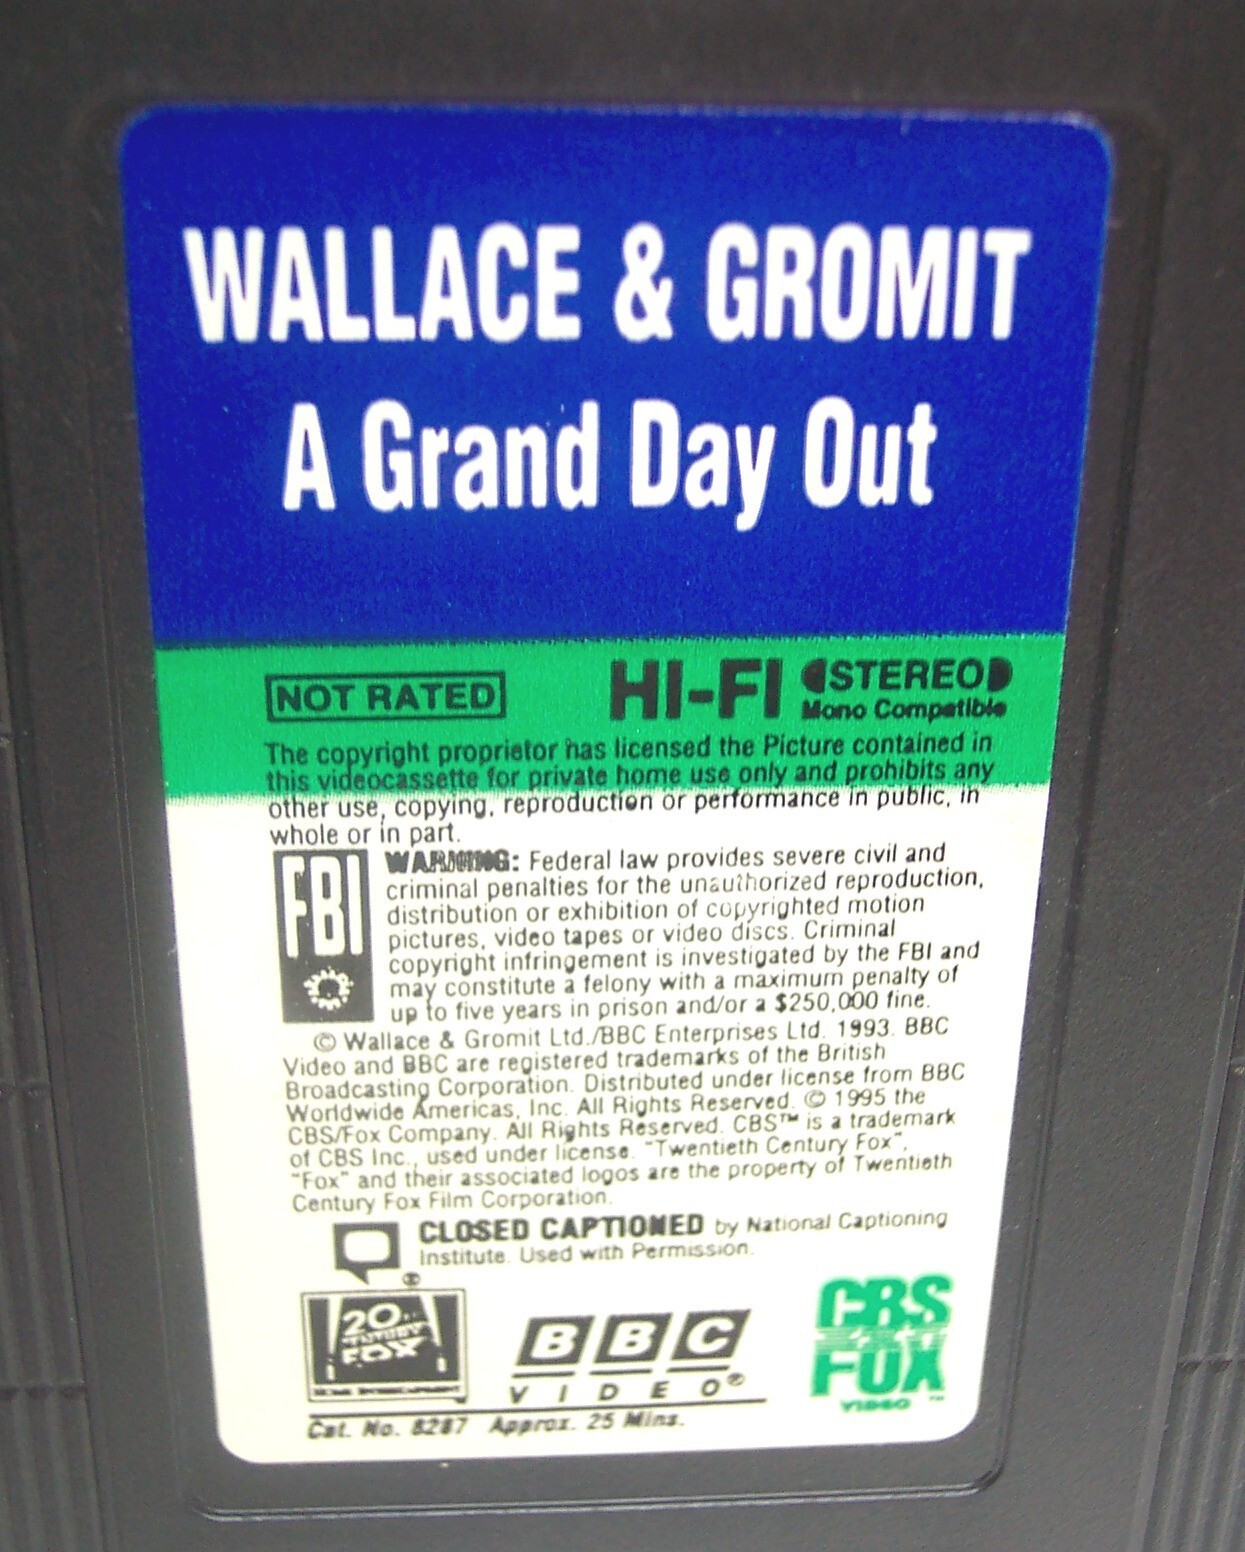 WALLACE & GROMIT
A Grand Day Out
NOT RATED
HI-FI STEREO
Mono Compatible
The copyright proprietor has licensed the Picture contained in
this videocassette for private home use only and prohibits any
other use, copying, reproduction or performance in public, in
whole or in part.
FBI
WARNING: Federal law provides severe civil and
criminal penalties for the unauthorized reproduction,
distribution or exhibition of copyrighted motion
pictures, video tapes or video discs. Criminal
copyright infringement is investigated by the FBI and
may constitute a felony with a maximum penalty of
up to five years in prison and/or a $250,000 fine.
© Wallace & Gromit Ltd./BBC Enterprises Ltd. 1993. BBC
Video and BBC are registered trademarks of the British
Broadcasting Corporation. Distributed under license from BBC
Worldwide Americas, Inc. All Rights Reserved. © 1995 the
CBS/Fox Company. All Rights Reserved. CBS™ is a trademark
of CBS Inc., used under license. "Twentieth Century Fox",
"Fox" and their associated logos are the property of Twentieth
Century Fox Film Corporation.
CLOSED CAPTIONED by National Captioning
Institute. Used with Permission.
®
20TH
CENTURY
FOX
HOME ENTERTAINMENT
BBC
VIDEO®
CBS
FOX
VIDEO ™
Cat. No. 8287 Approx. 25 Mins.